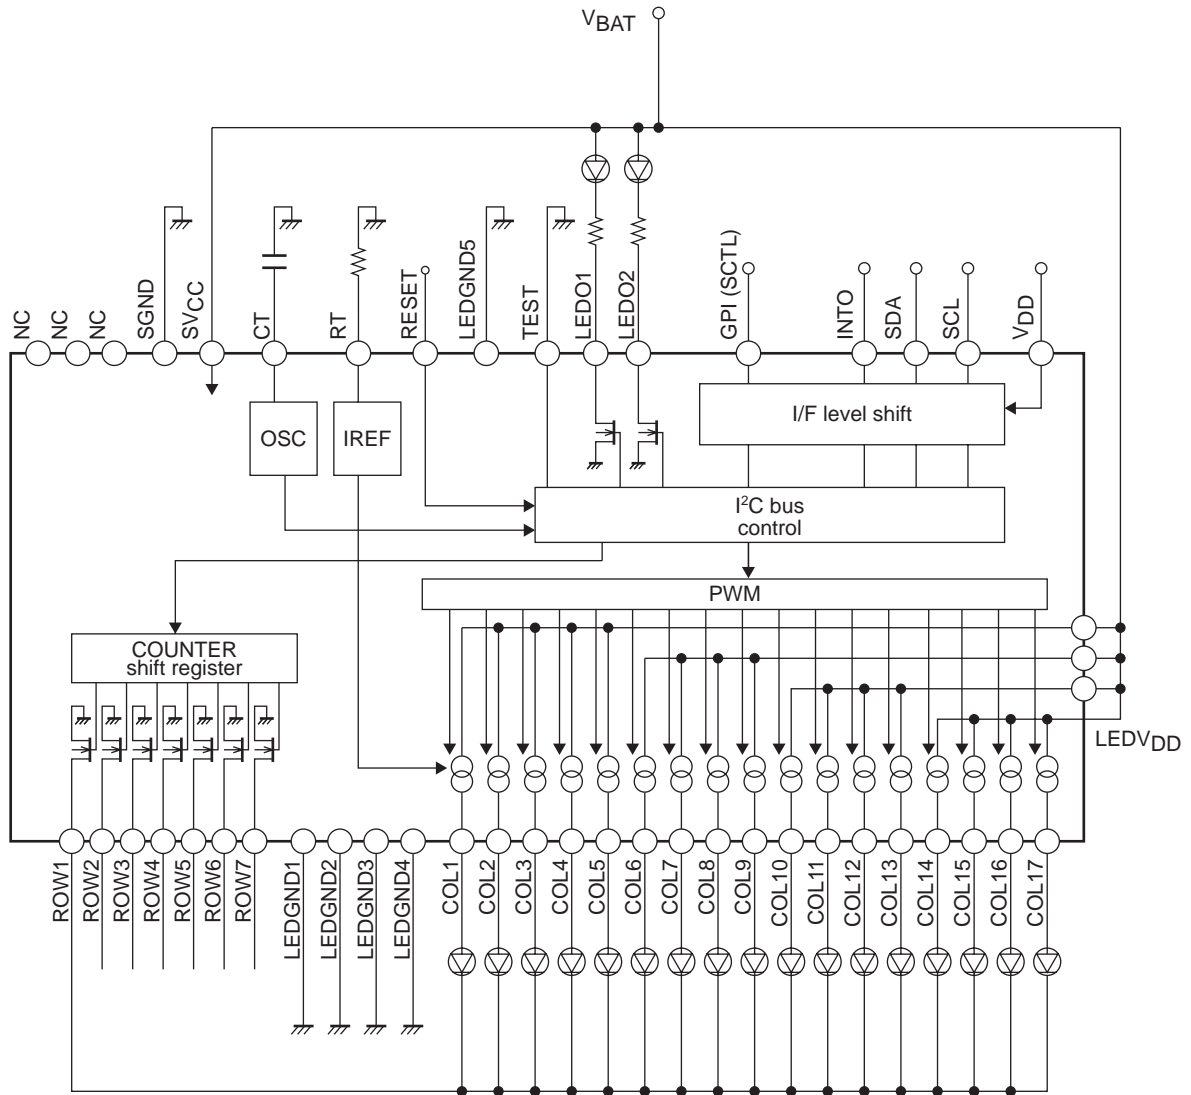 VBAT
NC
NC
NC
SGND
SVCC
CT
RT
RESET
LEDGND5
TEST
LEDO1
LEDO2
GPI (SCTL)
INTO
SDA
SCL
VDD
OSC
IREF
I/F level shift
I²C bus
control
PWM
COUNTER
shift register
LEDVDD
ROW1
ROW2
ROW3
ROW4
ROW5
ROW6
ROW7
LEDGND1
LEDGND2
LEDGND3
LEDGND4
COL1
COL2
COL3
COL4
COL5
COL6
COL7
COL8
COL9
COL10
COL11
COL12
COL13
COL14
COL15
COL16
COL17